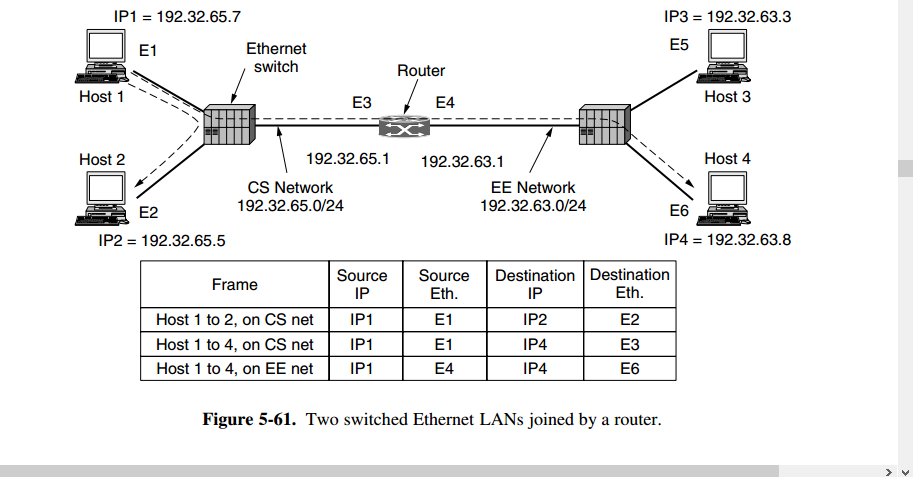 IP1 = 192.32.65.7
IP3 = 192.32.63.3
E1
Ethernet
switch
E5
Router
Host 1
E3
E4
Host 3
Host 2
192.32.65.1
192.32.63.1
Host 4
CS Network
192.32.65.0/24
EE Network
192.32.63.0/24
E2
E6
IP2 = 192.32.65.5
IP4 = 192.32.63.8
Frame Source IP Source Eth. Destination IP Destination Eth.
Host 1 to 2, on CS net IP1 E1 IP2 E2
Host 1 to 4, on CS net IP1 E1 IP4 E3
Host 1 to 4, on EE net IP1 E4 IP4 E6
Figure 5-61. Two switched Ethernet LANs joined by a router.